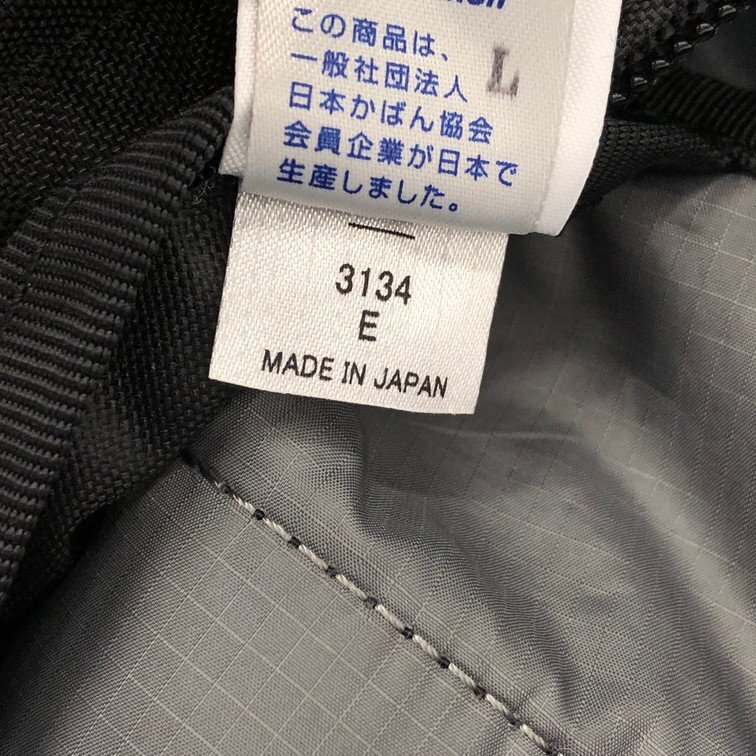 この商品は、
一般社団法人 L
日本かばん協会
会員企業が日本で
生産しました。
3134
E
MADE IN JAPAN